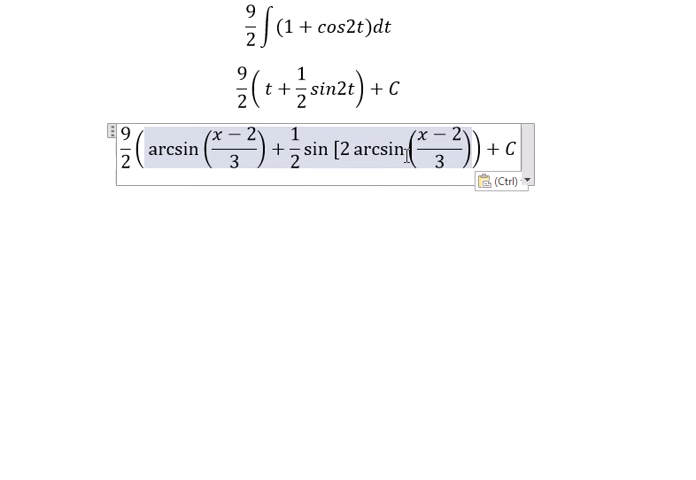 9/2 ∫(1 + cos2t)dt
9/2 (t + 1/2 sin2t) + C
9/2 (arcsin((x − 2)/3) + 1/2 sin [2 arcsin((x − 2)/3)) + C
(Ctrl)